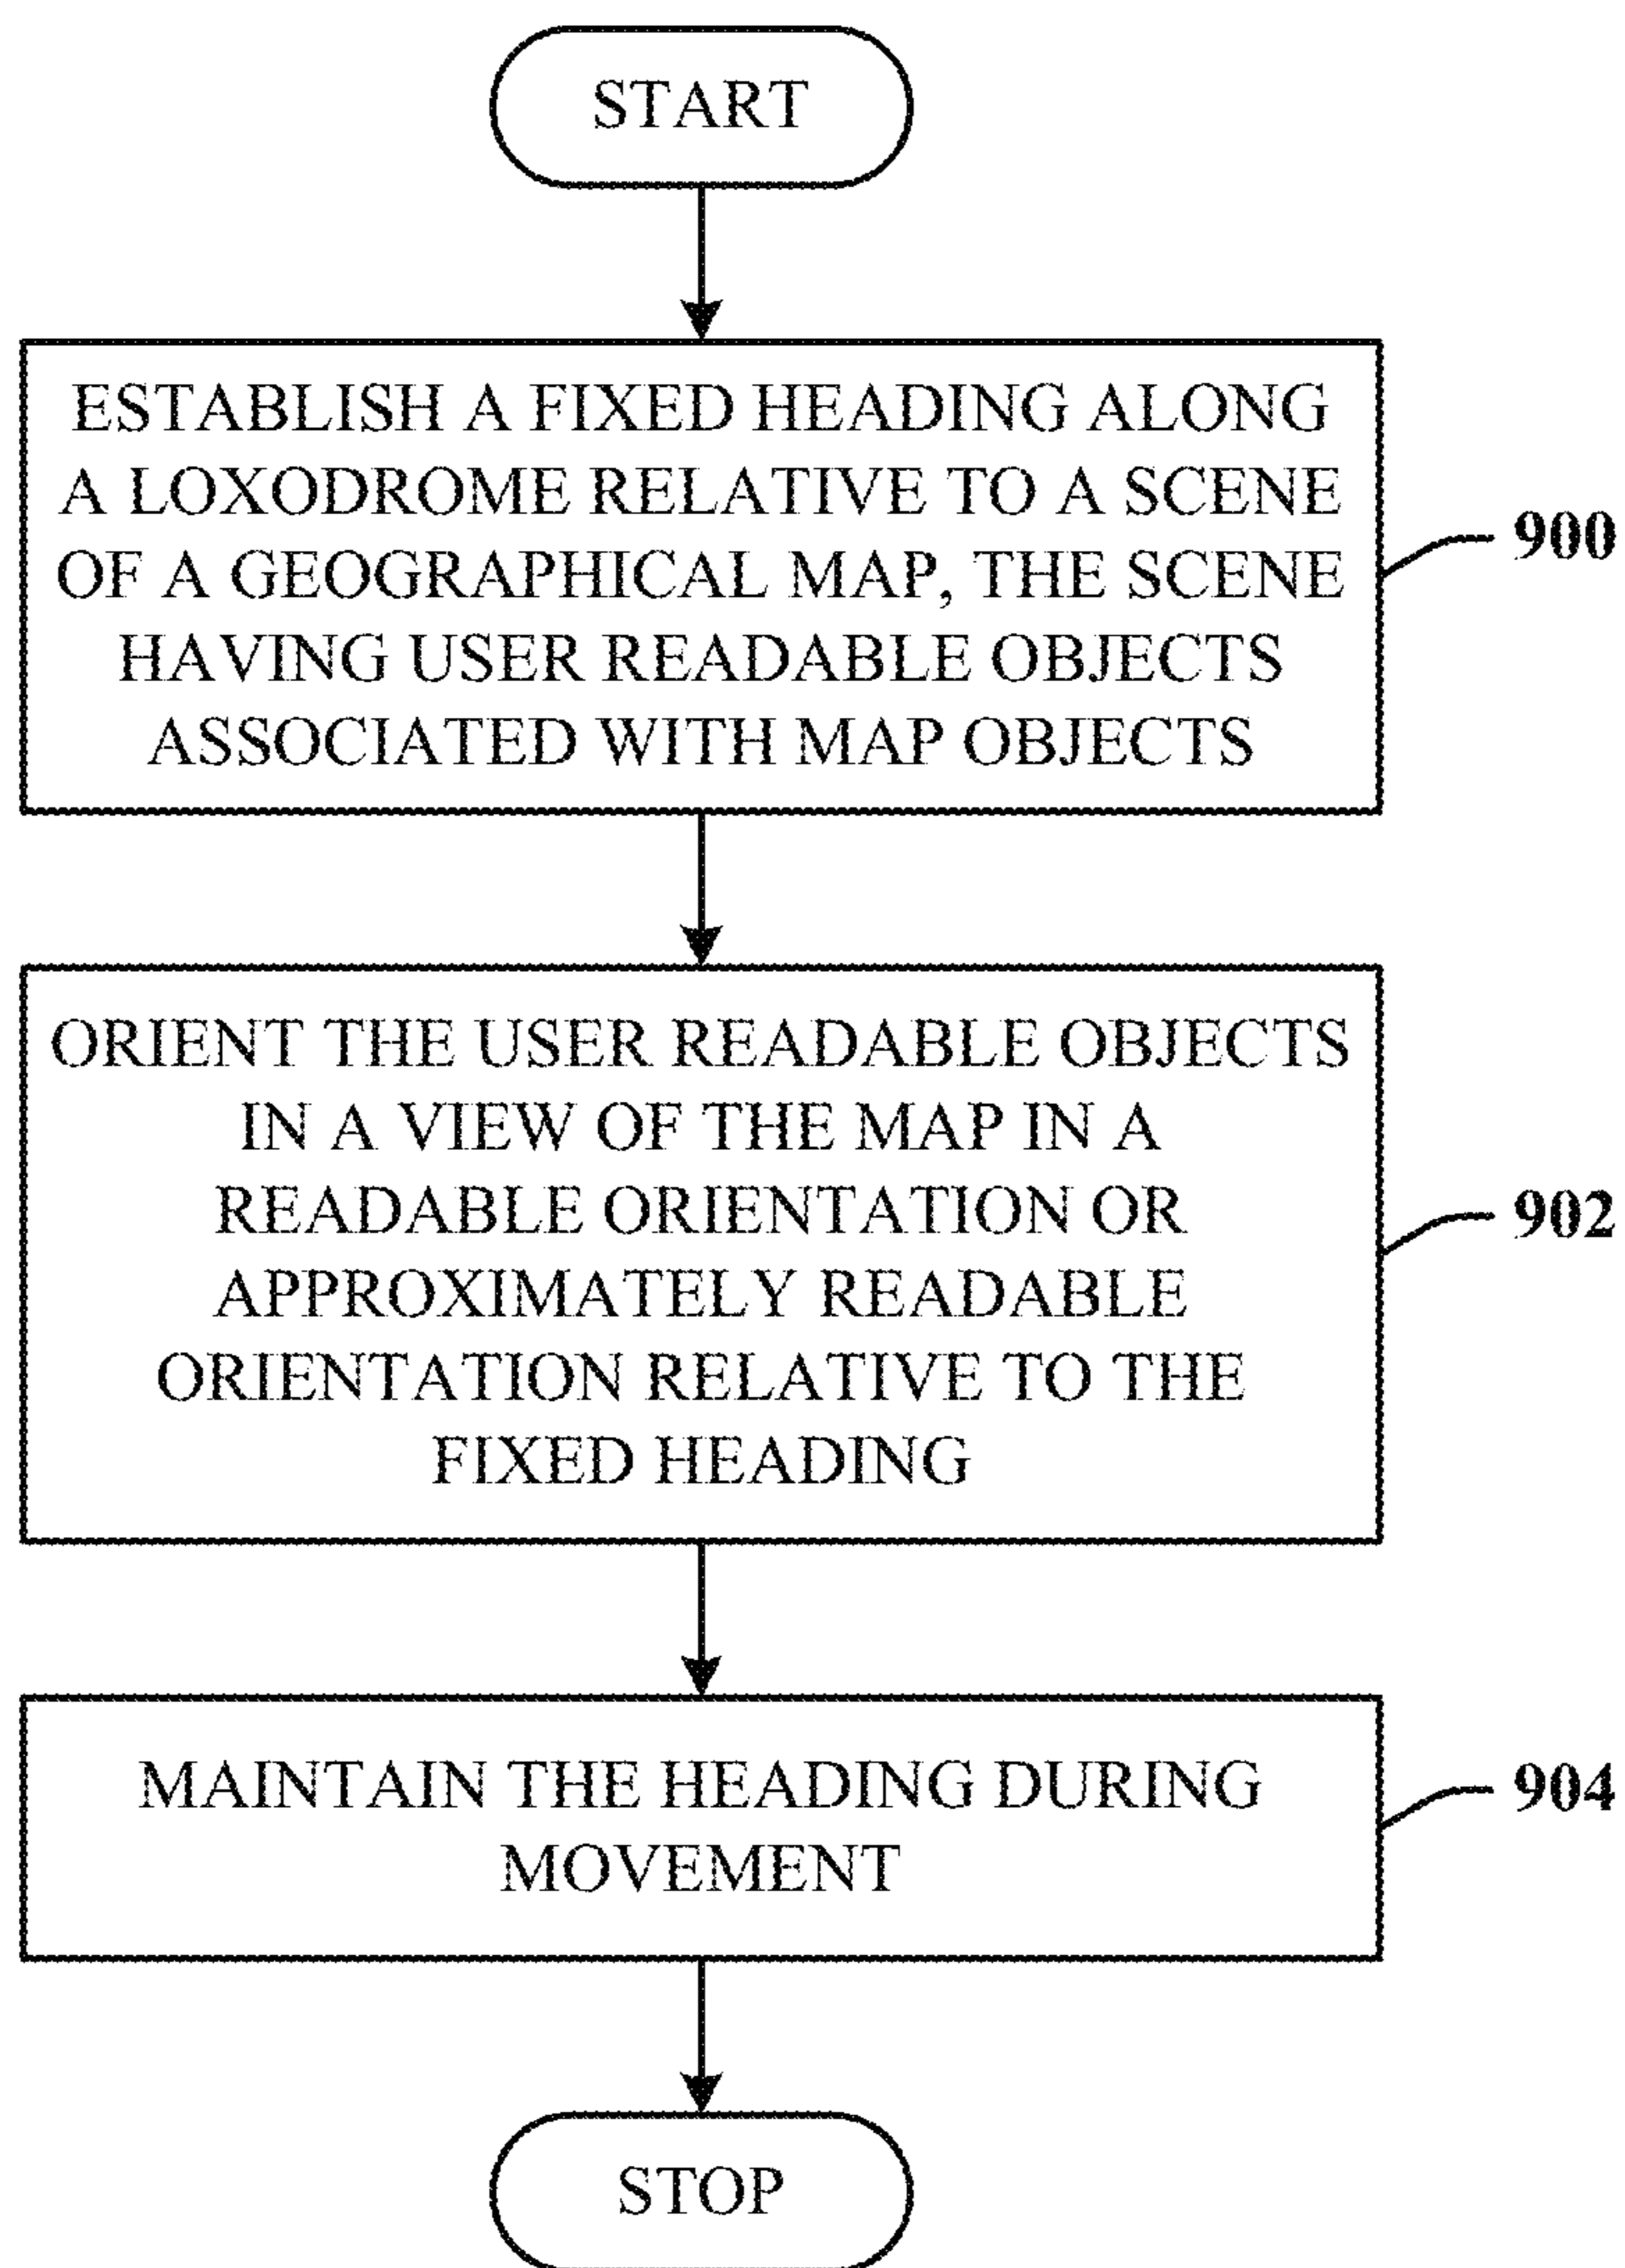 START
ESTABLISH A FIXED HEADING ALONG
A LOXODROME RELATIVE TO A SCENE
OF A GEOGRAPHICAL MAP, THE SCENE
HAVING USER READABLE OBJECTS
ASSOCIATED WITH MAP OBJECTS
900
ORIENT THE USER READABLE OBJECTS
IN A VIEW OF THE MAP IN A
READABLE ORIENTATION OR
APPROXIMATELY READABLE
ORIENTATION RELATIVE TO THE
FIXED HEADING
902
MAINTAIN THE HEADING DURING
MOVEMENT
904
STOP